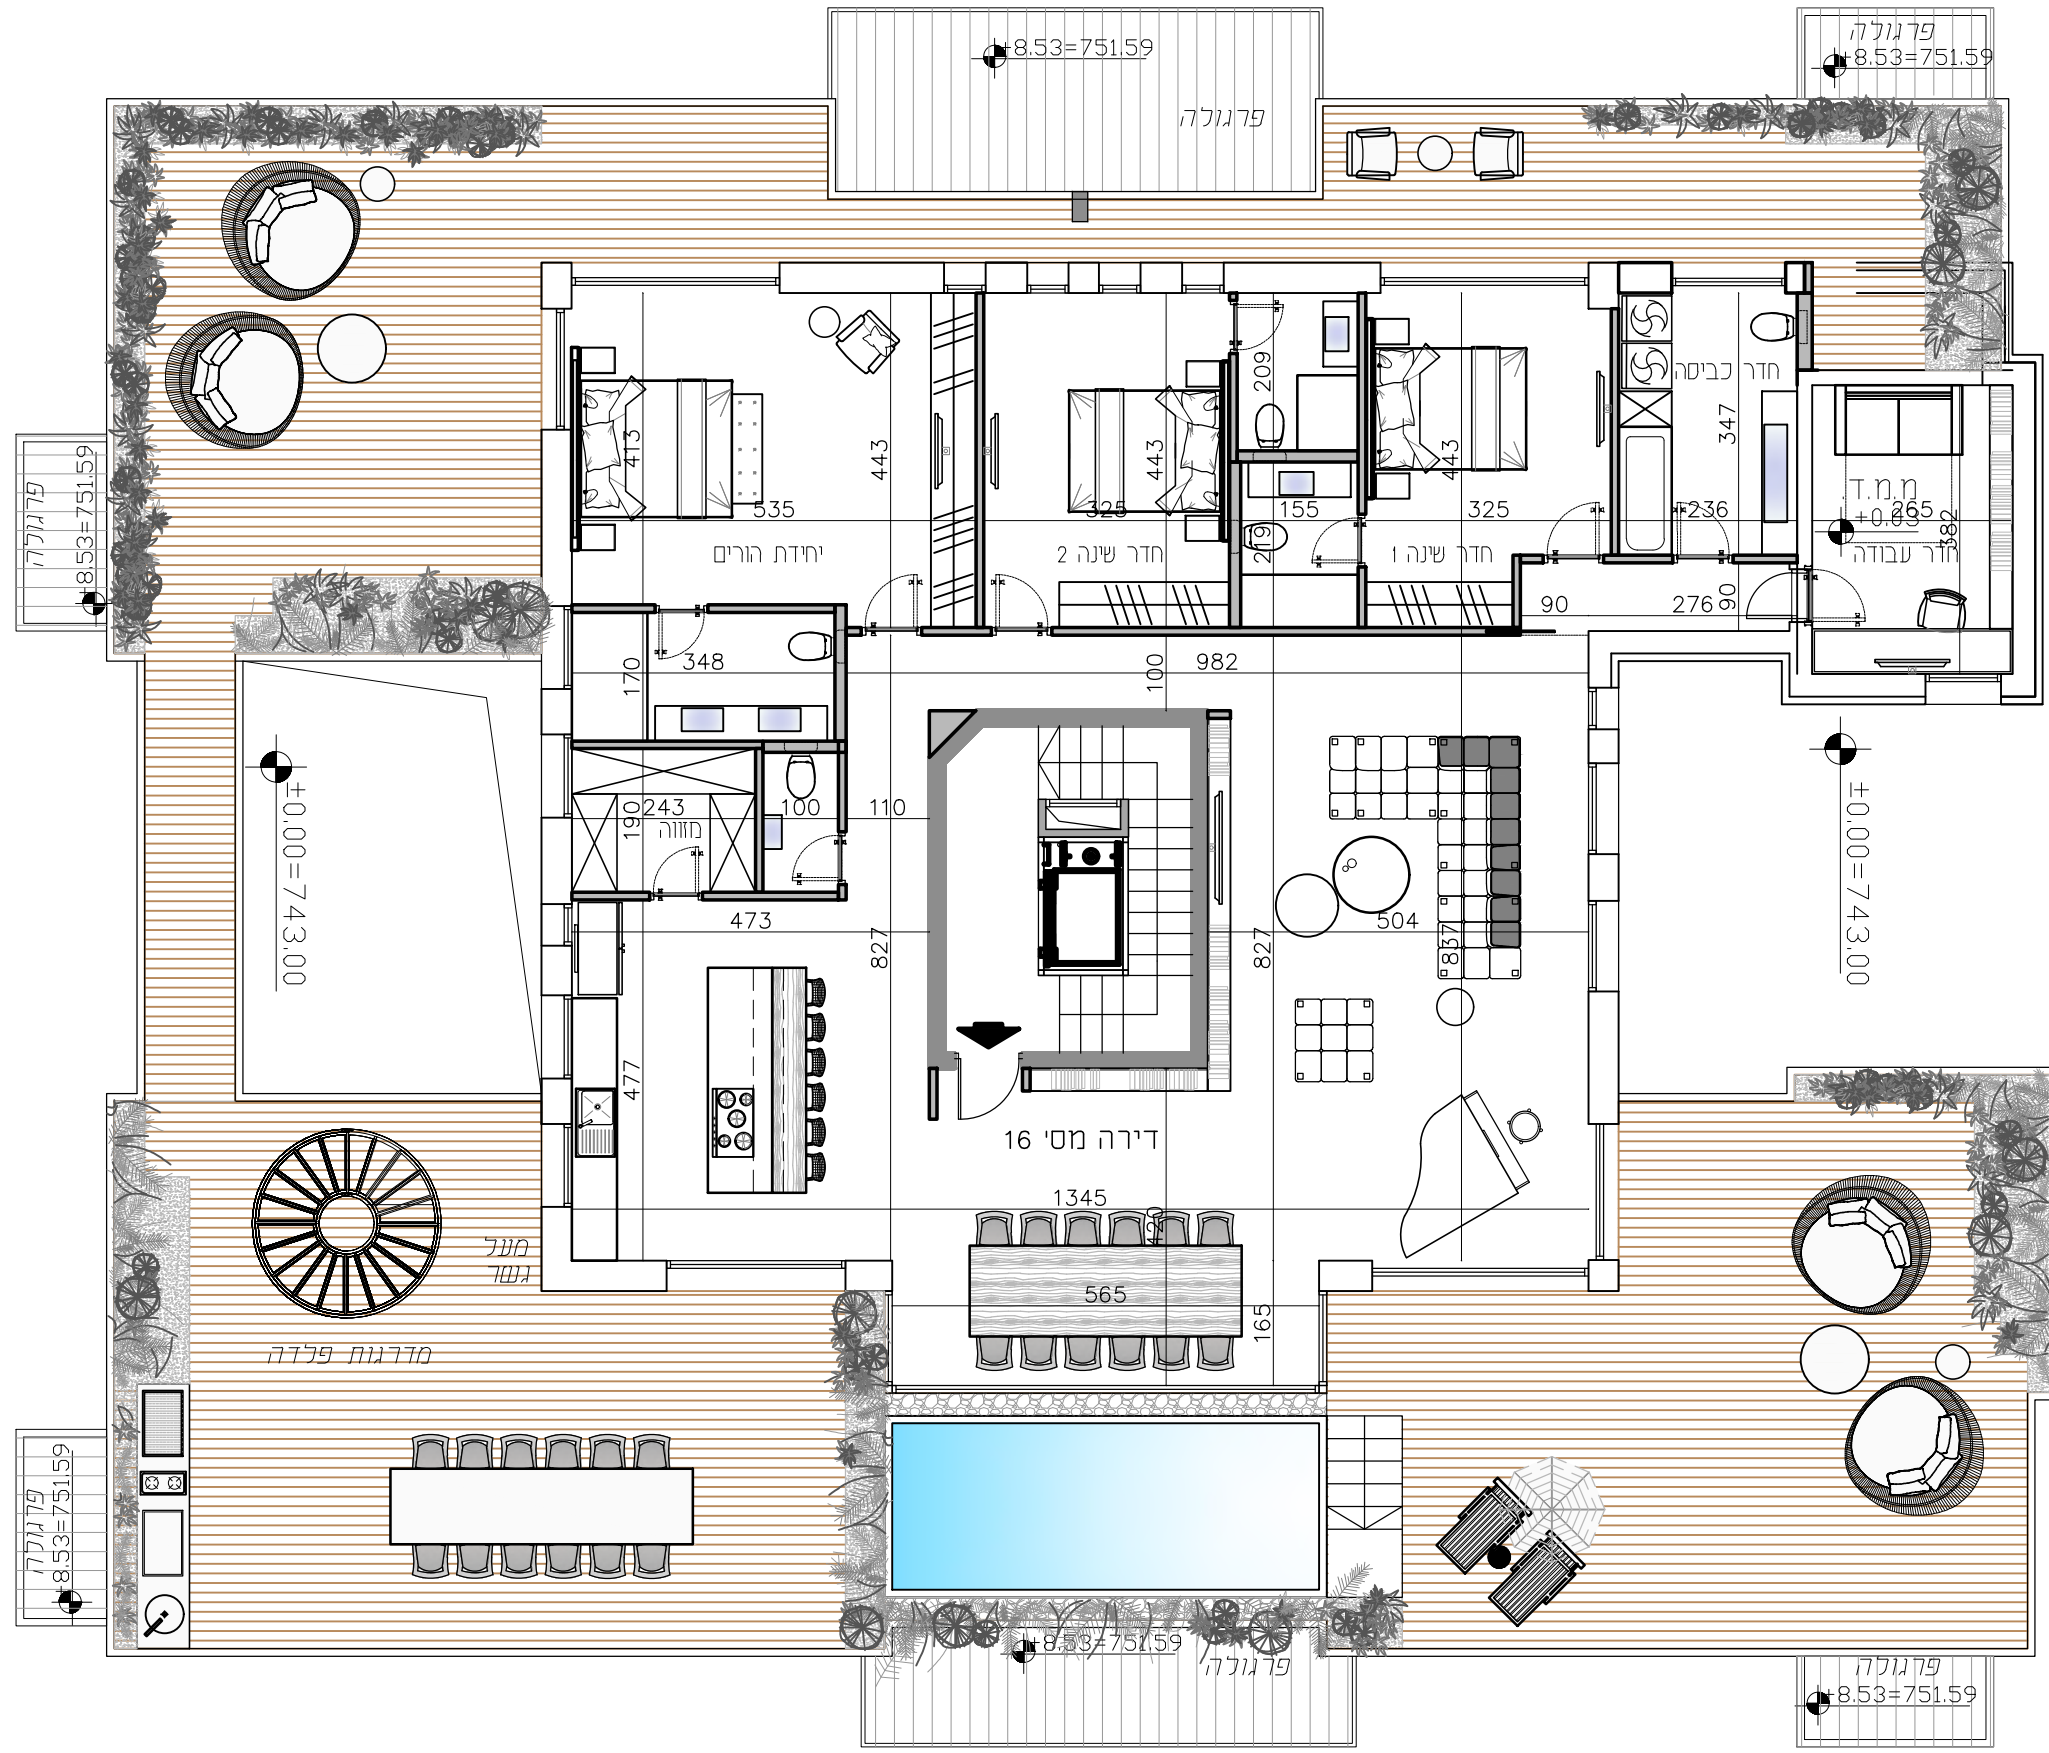 +8.53=751.59
פרגולה
פרגולה
+8.53=751.59
פרגולה
+8.53=751.59
חדר כביסה
209
347
413
443
443
443
535
325
155
325
236
265
מ.מ.ד.
+0.03
382
חדר עבודה
יחידת הורים
חדר שינה 2
219
חדר שינה 1
90
276
90
348
170
100
982
±0.00=743.00
±0.00=743.00
243
190
מזווה
100
110
473
827
827
504
837
477
דירה מס' 16
1345
120
565
165
מעל
גשר
מדרגות פלדה
פרגולה
+8.53=751.59
+8.53=751.59
פרגולה
פרגולה
+8.53=751.59